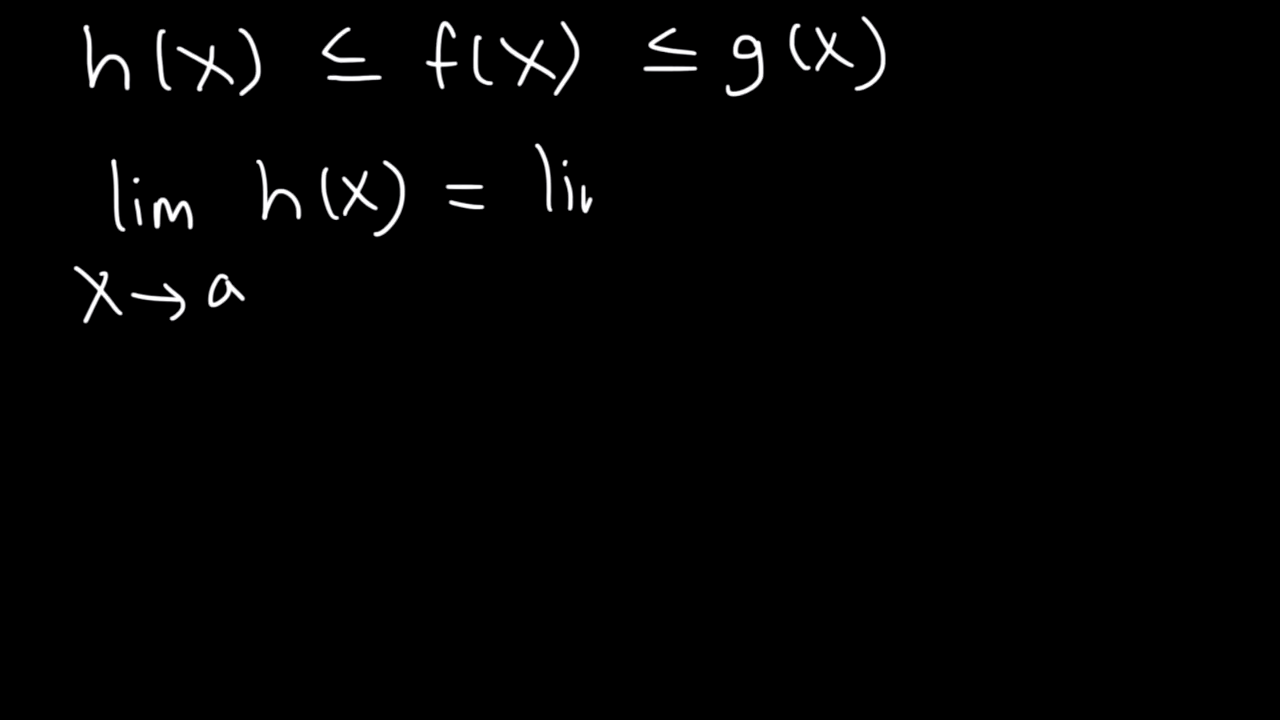 h(x) ≤ f(x) ≤ g(x)
lim h(x) =
x → a